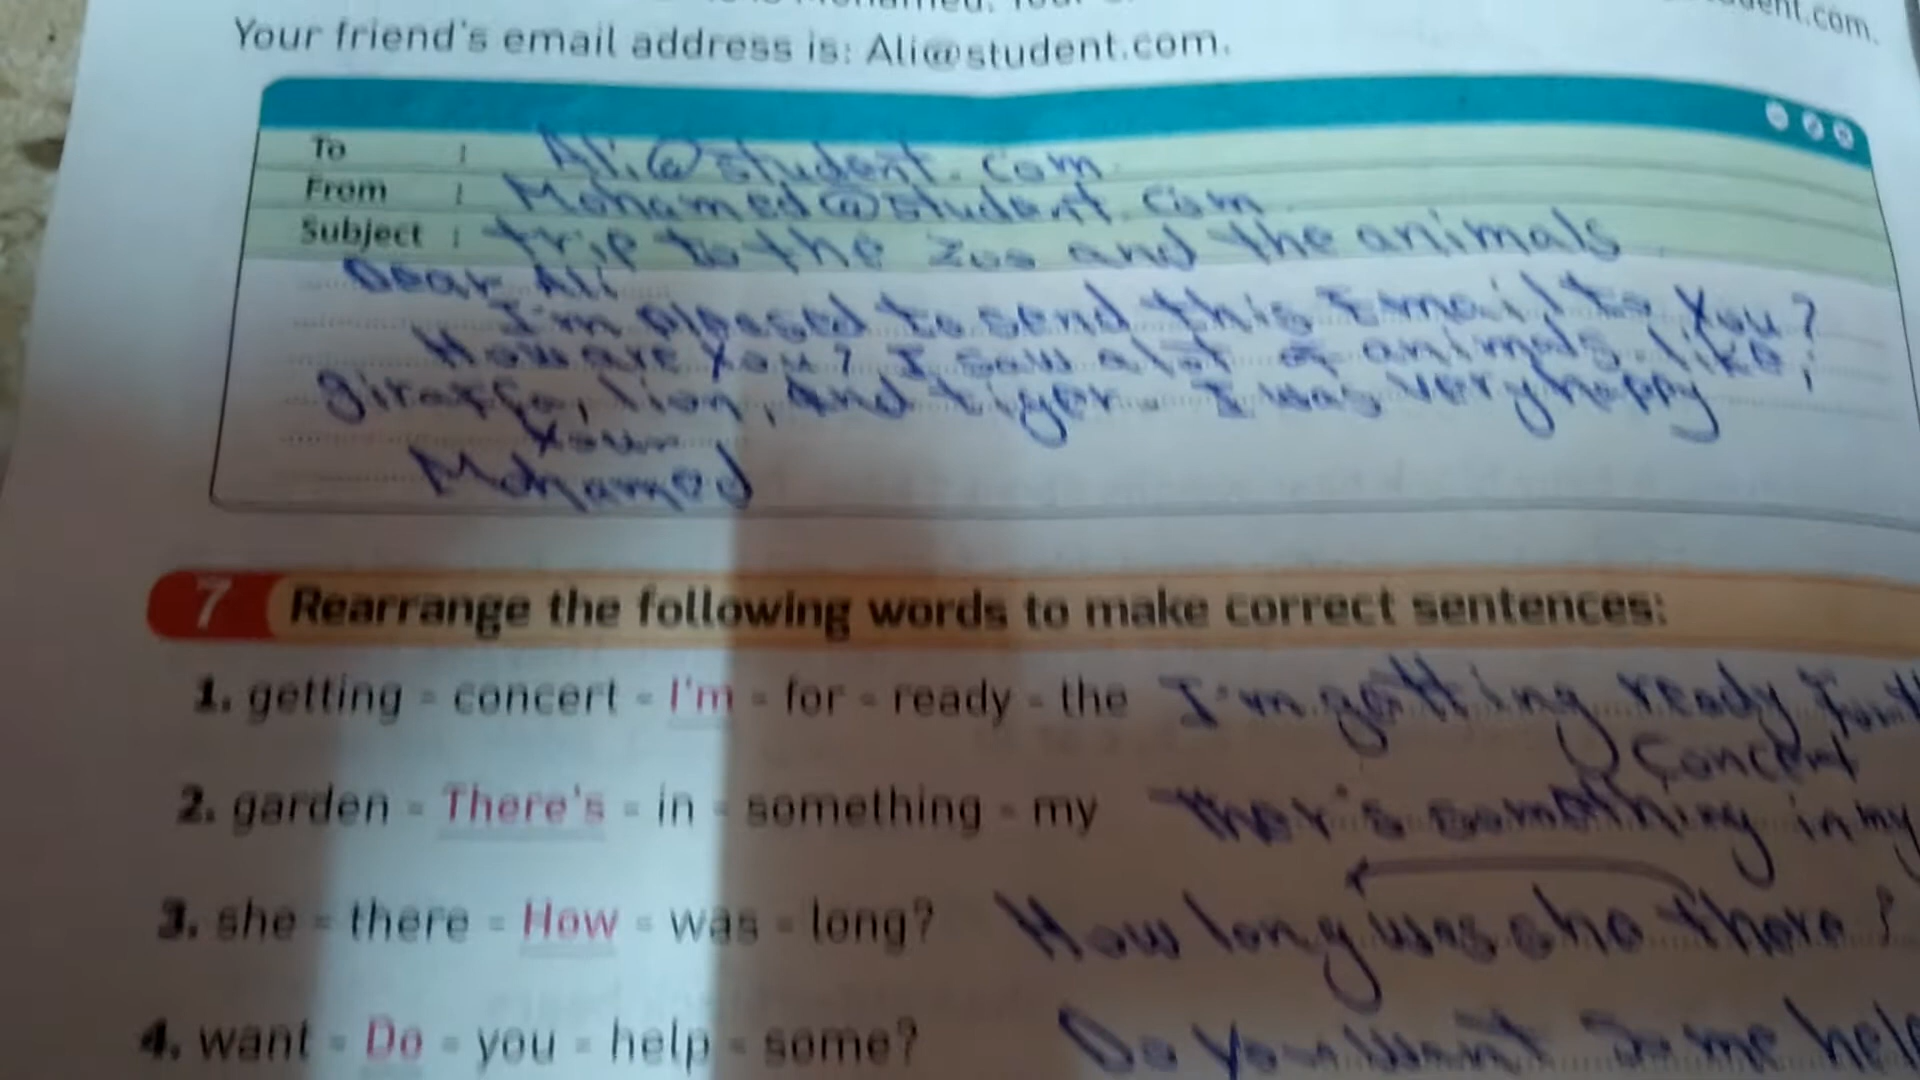 Your friend's email address is: Ali@student.com.
dent.com.
To : Ali@student.com
From : Mohamed@student.com
Subject : trip to the Zoo and the animals
Dear Ali
I'm pleased to send this Email to You?
How are You? I saw a lot of animals like;
giraffe, lion, and tiger. I was very happy
Your
Mohamed
7 Rearrange the following words to make correct sentences:
1. getting - concert - I'm - for - ready - the I'm getting ready
concert
2. garden - There's - in - something - my ther's something in my
3. she - there - How - was - long? How long was she there?
4. want - Do - you - help - some? Do You want Some help